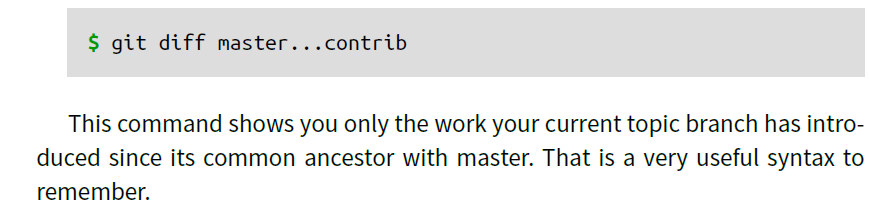 $ git diff master...contrib
This command shows you only the work your current topic branch has intro-
duced since its common ancestor with master. That is a very useful syntax to
remember.